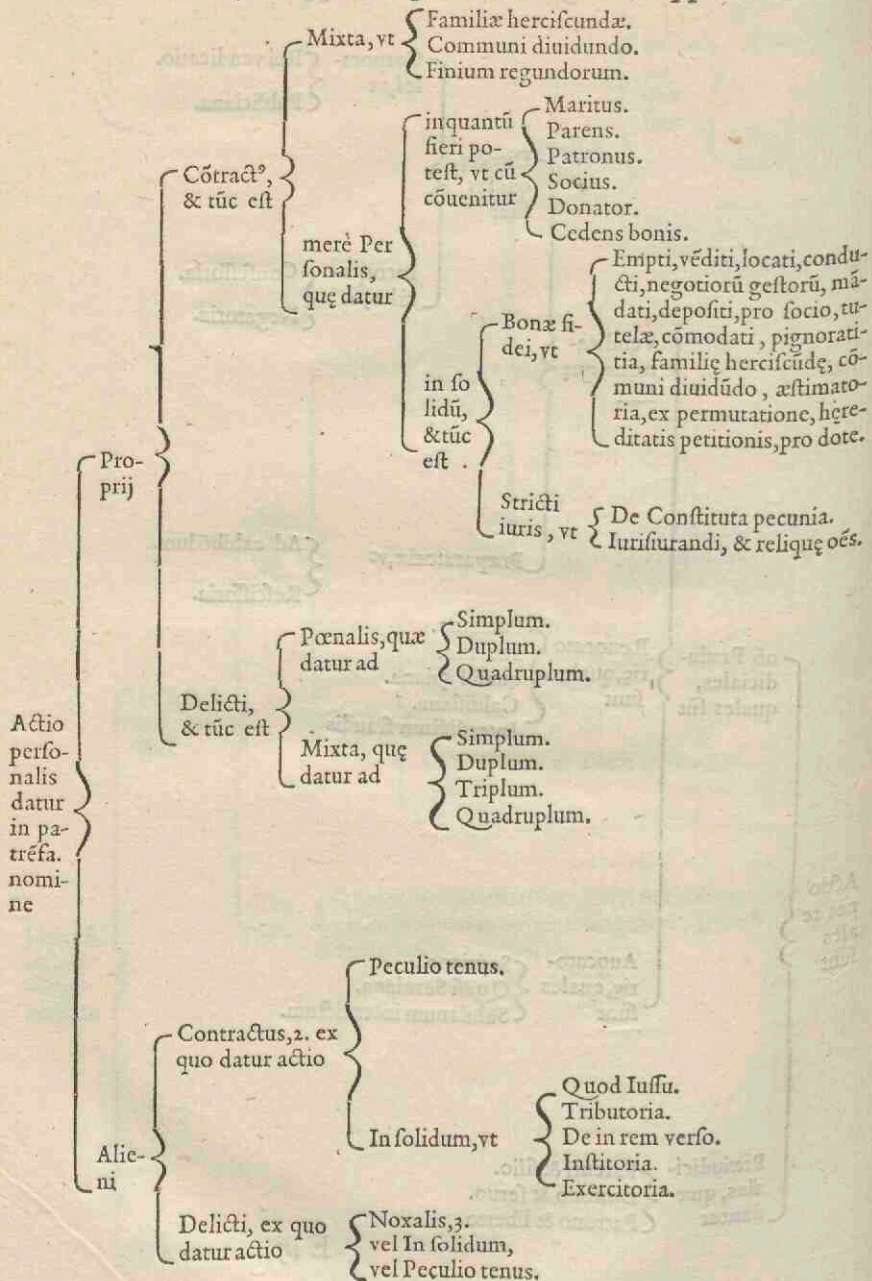 Mixta, vt
Familiæ hercifcundæ.
Communi diuidundo.
Finium regundorum.
Cõtractꝰ,
& tũc eſt
inquantũ
fieri po-
teſt, vt cũ
cõuenitur
Maritus.
Parens.
Patronus.
Socius.
Donator.
Cedens bonis.
merè Per
ſonalis,
quę datur
Empti, vẽditi, locati, condu-
cti, negotiorũ geſtorũ, mã-
dati, depoſiti, pro ſocio, tu-
telæ, cõmodati, pignorati-
tia, familię herciſcũdę, cõ-
muni diuidũdo, æſtimato-
ria, ex permutatione, hęre-
ditatis petitionis, pro dote.
Bonæ fi-
dei, vt
in ſo
lidũ,
& tũc
eſt .
Stricti
iuris, vt
De Conſtituta pecunia.
Iuriſiurandi, & reliquę oẽs.
Pro-
prij
Pœnalis, quæ
datur ad
Simplum.
Duplum.
Quadruplum.
Delicti,
& tũc eſt
Mixta, quę
datur ad
Simplum.
Duplum.
Triplum.
Quadruplum.
Actio
perſo-
nalis
datur
in pa-
trẽfa.
nomi-
ne
Peculio tenus.
Contractus, 2. ex
quo datur actio
In ſolidum, vt
Quod Iuſſu.
Tributoria.
De in rem verſo.
Inſtitoria.
Exercitoria.
Alie-
ni
Delicti, ex quo
datur actio
Noxalis, 3.
vel In ſolidum,
vel Peculio tenus.